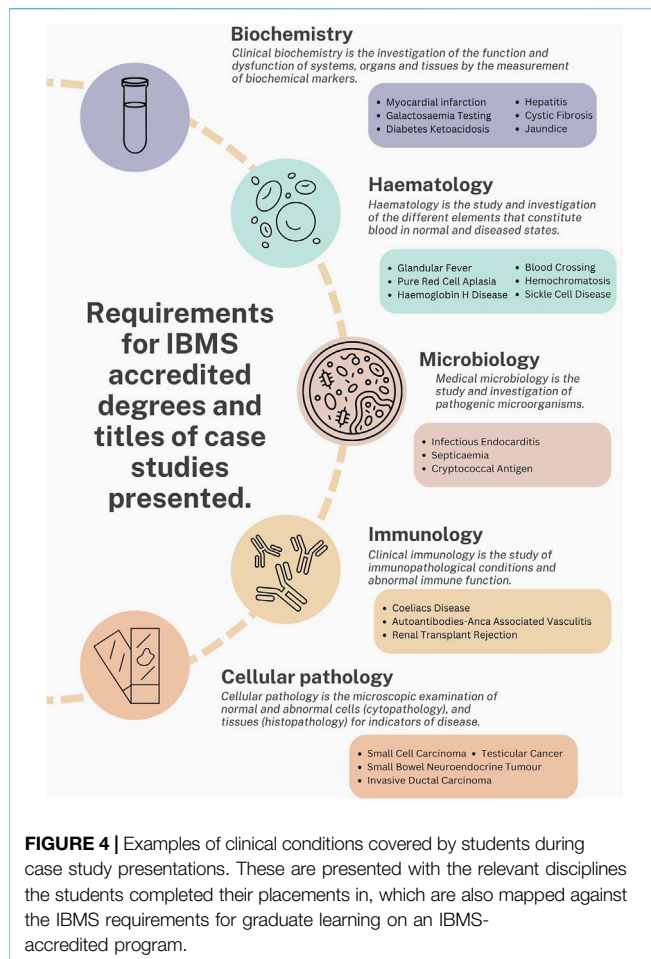 Biochemistry
Clinical biochemistry is the investigation of the function and
dysfunction of systems, organs and tissues by the measurement
of biochemical markers.
• Myocardial infarction
• Galactosaemia Testing
• Diabetes Ketoacidosis
• Hepatitis
• Cystic Fibrosis
• Jaundice
Haematology
Haematology is the study and investigation
of the different elements that constitute
blood in normal and diseased states.
• Glandular Fever
• Pure Red Cell Aplasia
• Haemoglobin H Disease
• Blood Crossing
• Hemochromatosis
• Sickle Cell Disease
Requirements
for IBMS
accredited
degrees and
titles of case
studies
presented.
Microbiology
Medical microbiology is the
study and investigation of
pathogenic microorganisms.
• Infectious Endocarditis
• Septicaemia
• Cryptococcal Antigen
Immunology
Clinical immunology is the study of
immunopathological conditions and
abnormal immune function.
• Coeliacs Disease
• Autoantibodies-Anca Associated Vasculitis
• Renal Transplant Rejection
Cellular pathology
Cellular pathology is the microscopic examination of
normal and abnormal cells (cytopathology), and
tissues (histopathology) for indicators of disease.
• Small Cell Carcinoma • Testicular Cancer
• Small Bowel Neuroendocrine Tumour
• Invasive Ductal Carcinoma
FIGURE 4 | Examples of clinical conditions covered by students during
case study presentations. These are presented with the relevant disciplines
the students completed their placements in, which are also mapped against
the IBMS requirements for graduate learning on an IBMS-
accredited program.